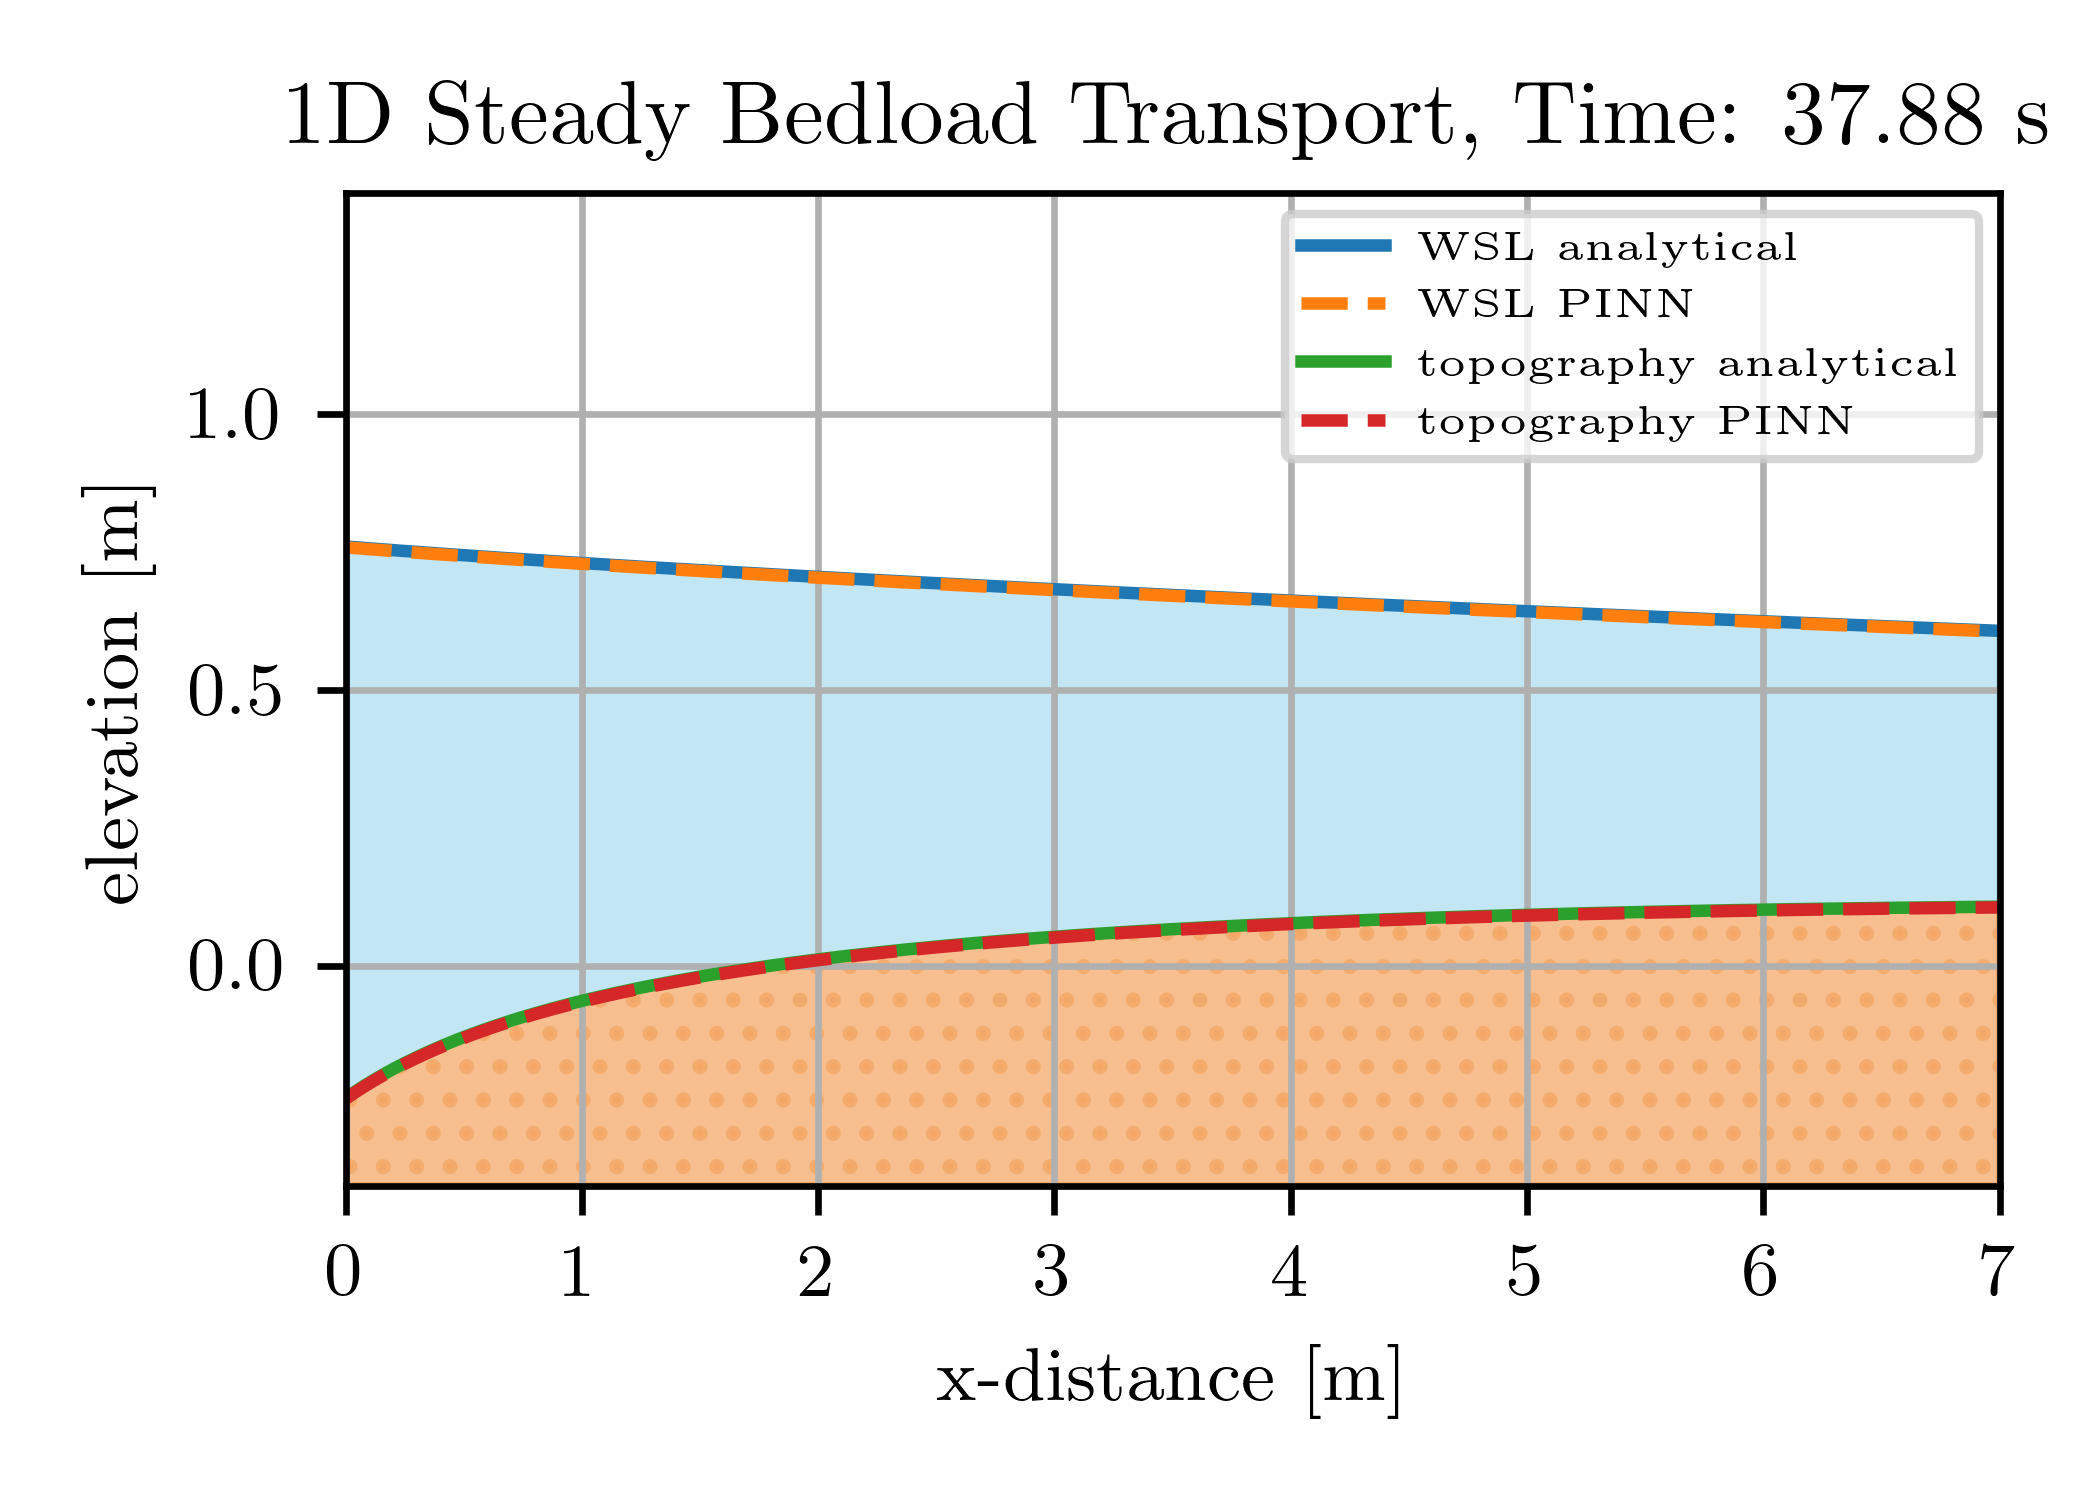 1D Steady Bedload Transport, Time: 37.88 s
WSL analytical
WSL PINN
topography analytical
topography PINN
1.0
0.5
0.0
elevation [m]
0 1 2 3 4 5 6 7
x-distance [m]